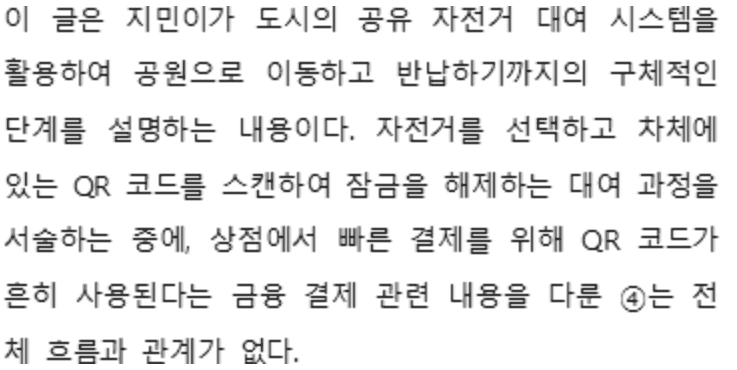 이 글은 지민이가 도시의 공유 자전거 대여 시스템을
활용하여 공원으로 이동하고 반납하기까지의 구체적인
단계를 설명하는 내용이다. 자전거를 선택하고 차체에
있는 QR 코드를 스캔하여 잠금을 해제하는 대여 과정을
서술하는 중에, 상점에서 빠른 결제를 위해 QR 코드가
흔히 사용된다는 금융 결제 관련 내용을 다룬 ④는 전
체 흐름과 관계가 없다.